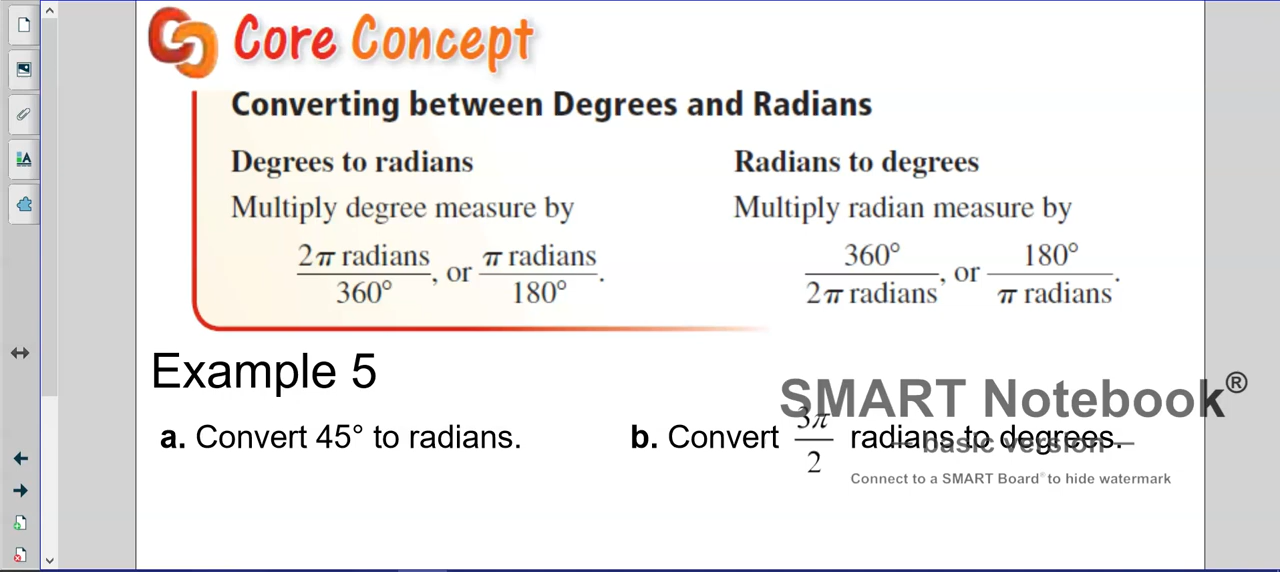 Core Concept
Converting between Degrees and Radians
Degrees to radians
Multiply degree measure by
2π radians / 360°, or π radians / 180°.
Radians to degrees
Multiply radian measure by
360° / 2π radians, or 180° / π radians.
Example 5
a. Convert 45° to radians.
b. Convert 3π/2 radians to degrees.
SMART Notebook®
— basic version —
Connect to a SMART Board® to hide watermark